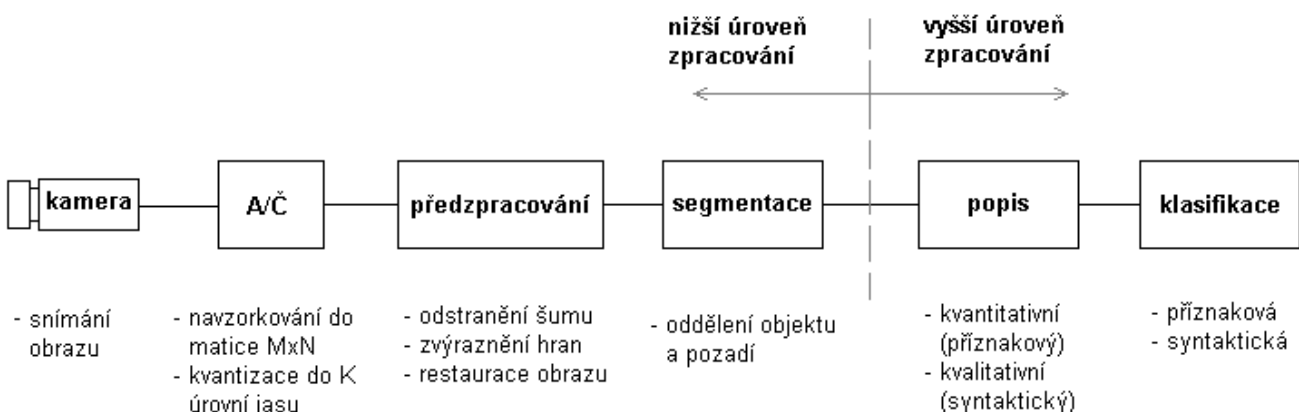 nižší úroveň
zpracování
vyšší úroveň
zpracování
kamera
A/Č
předzpracování
segmentace
popis
klasifikace
- snímání
obrazu
- navzorkování do
matice MxN
- kvantizace do K
úrovní jasu
- odstranění šumu
- zvýraznění hran
- restaurace obrazu
- oddělení objektu
a pozadí
- kvantitativní
(příznakový)
- kvalitativní
(syntaktický)
- příznaková
- syntaktická